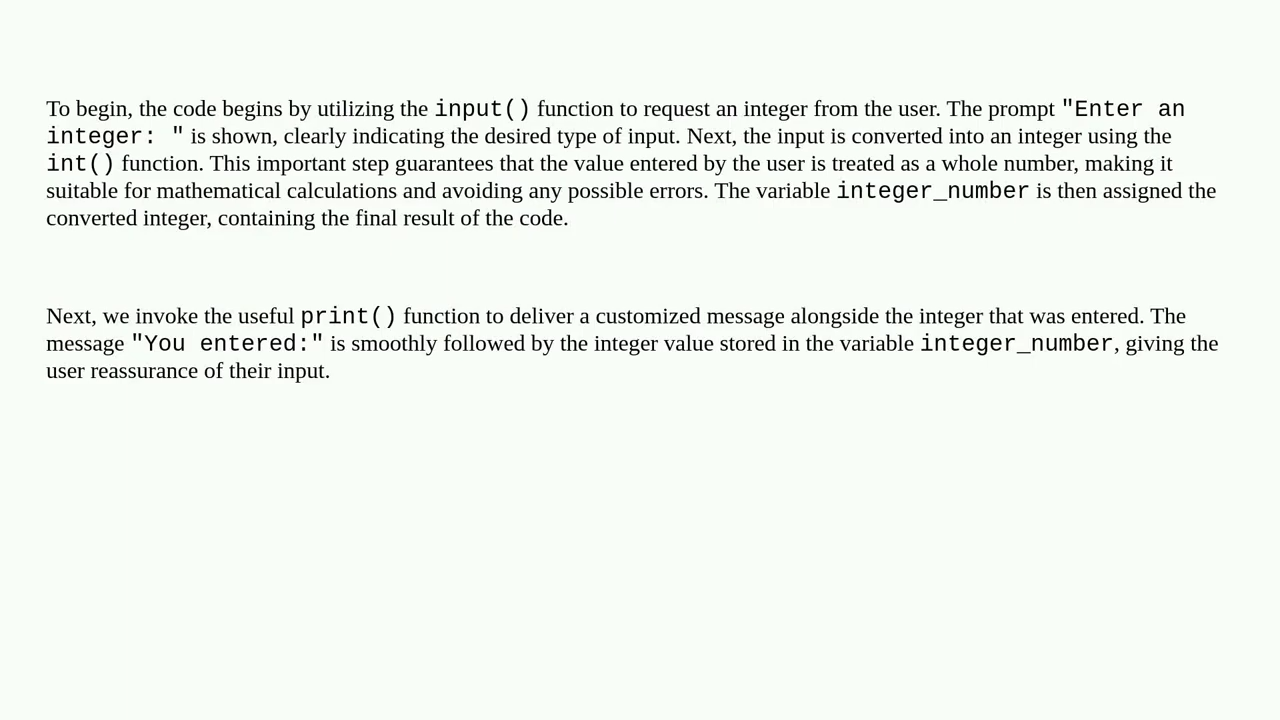 To begin, the code begins by utilizing the input() function to request an integer from the user. The prompt "Enter an
integer: " is shown, clearly indicating the desired type of input. Next, the input is converted into an integer using the
int() function. This important step guarantees that the value entered by the user is treated as a whole number, making it
suitable for mathematical calculations and avoiding any possible errors. The variable integer_number is then assigned the
converted integer, containing the final result of the code.
Next, we invoke the useful print() function to deliver a customized message alongside the integer that was entered. The
message "You entered:" is smoothly followed by the integer value stored in the variable integer_number, giving the
user reassurance of their input.